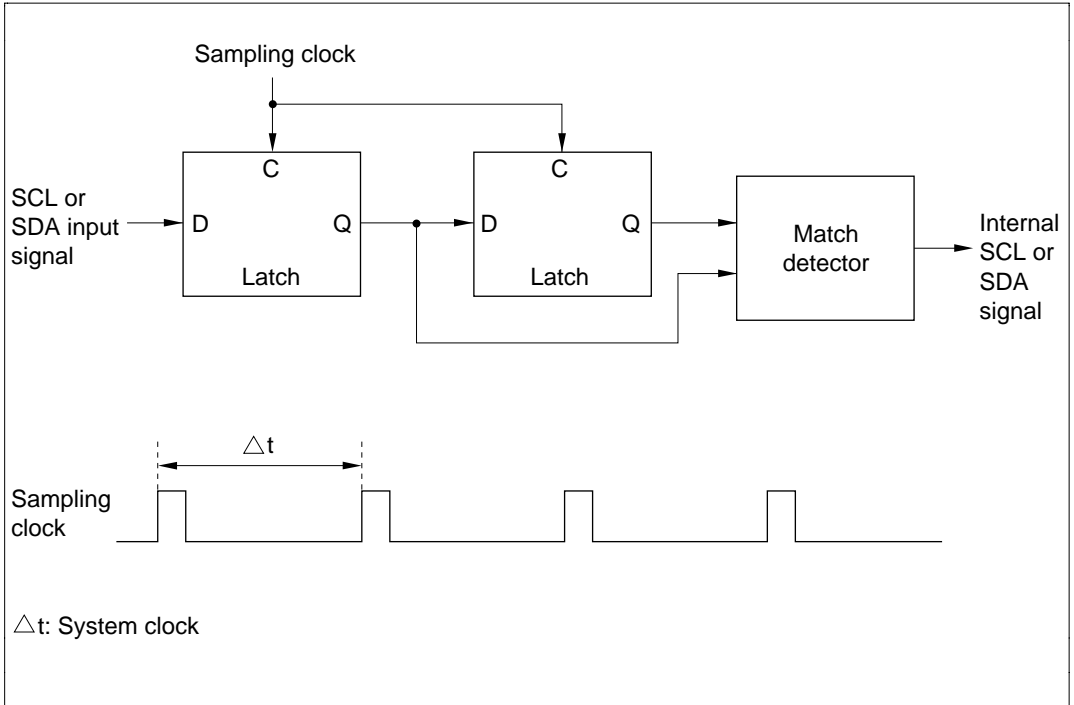 Sampling clock
C
C
SCL or
SDA input
signal
D
Q
D
Q
Latch
Latch
Match
detector
Internal
SCL or
SDA
signal
△t
Sampling
clock
△t: System clock